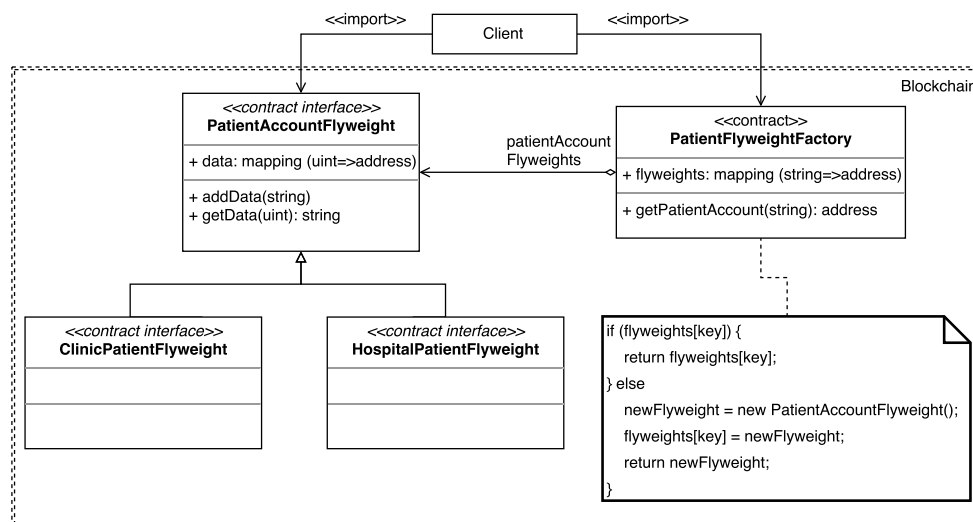 <<import>>
<<import>>
Client
Blockchain
<<contract interface>>
PatientAccountFlyweight
+ data: mapping (uint=>address)
+ addData(string)
+ getData(uint): string
patientAccount
Flyweights
<<contract>>
PatientFlyweightFactory
+ flyweights: mapping (string=>address)
+ getPatientAccount(string): address
<<contract interface>>
ClinicPatientFlyweight
<<contract interface>>
HospitalPatientFlyweight
if (flyweights[key]) {
return flyweights[key];
} else
newFlyweight = new PatientAccountFlyweight();
flyweights[key] = newFlyweight;
return newFlyweight;
}